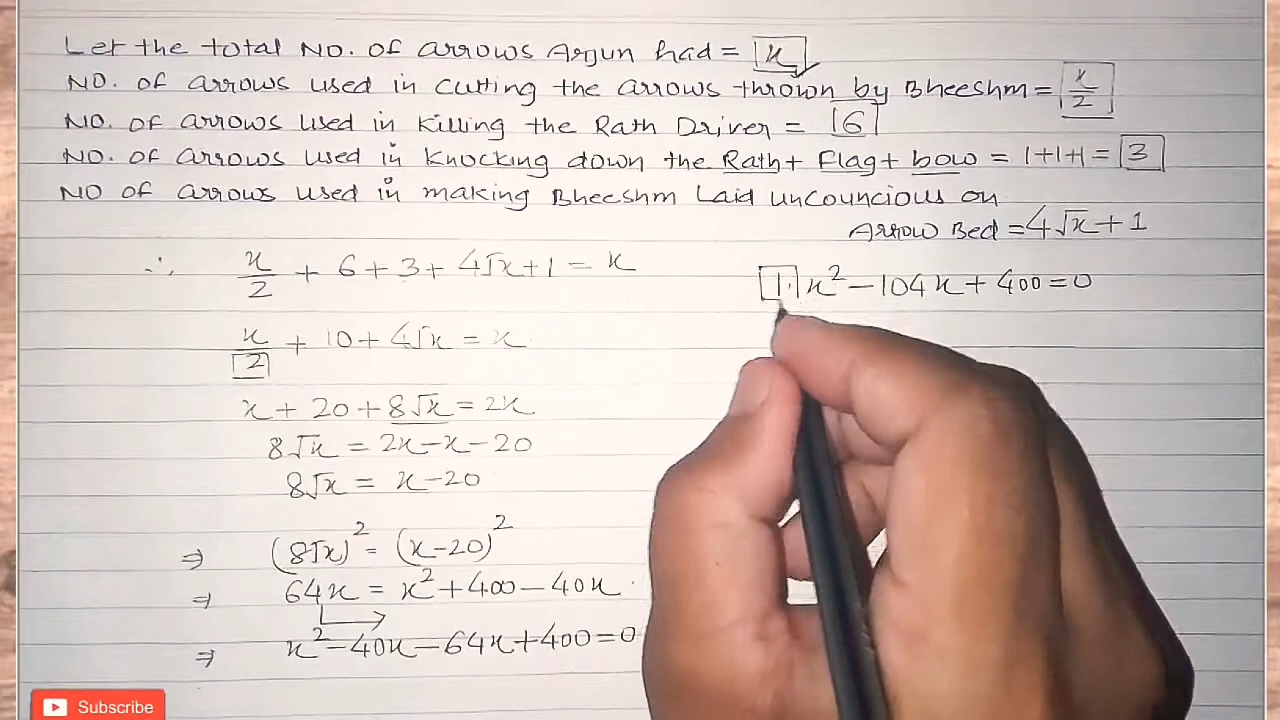 Let the total NO. of arrows Arjun had = x
NO. of arrows used in cutting the arrows thrown by Bheeshm = x/2
NO. of arrows used in killing the Rath Driver = 6
NO. of arrows used in knocking down the Rath + Flag + bow = 1+1+1 = 3
NO of arrows used in making Bheeshm Laid uncouncious on
Arrow Bed = 4√x + 1
∴ x/2 + 6 + 3 + 4√x + 1 = x
x/2 + 10 + 4√x = x
x + 20 + 8√x = 2x
8√x = 2x - x - 20
8√x = x - 20
⇒ (8√x)² = (x-20)²
⇒ 64x = x² + 400 - 40x
⇒ x² - 40x - 64x + 400 = 0
1. x² - 104x + 400 = 0
Subscribe